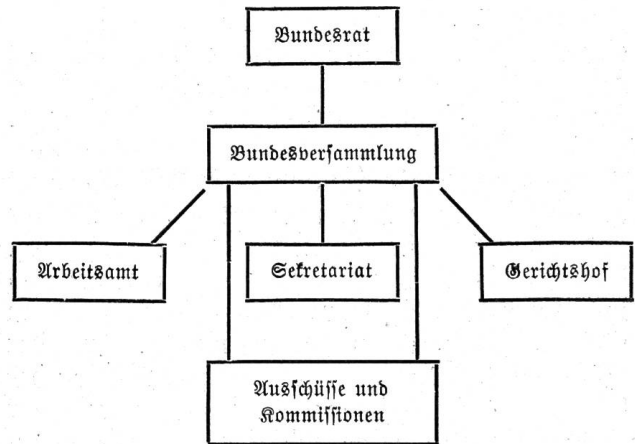 Bundesrat
Bundesversammlung
Arbeitsamt
Sekretariat
Gerichtshof
Ausschüsse und
Kommissionen